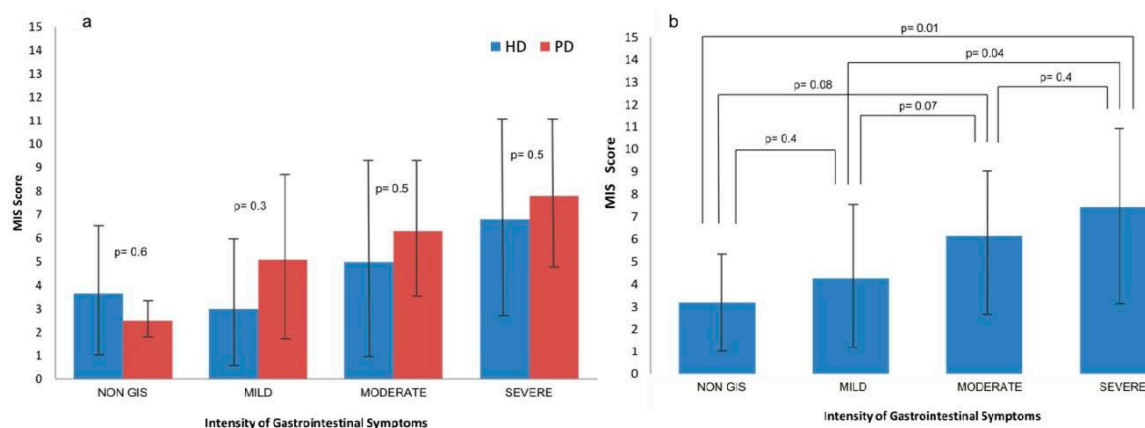 a
15
14
13
12
11
10
9
8
7
6
5
4
3
2
1
0
MIS Score
HD PD
p= 0.6
p= 0.3
p= 0.5
p= 0.5
NON GIS MILD MODERATE SEVERE
Intensity of Gastrointestinal Symptoms
b
15
14
13
12
11
10
9
8
7
6
5
4
3
2
1
0
MIS Score
p= 0.01
p= 0.04
p= 0.08
p= 0.4
p= 0.07
p= 0.4
NON GIS MILD MODERATE SEVERE
Intensity of Gastrointestinal Symptoms